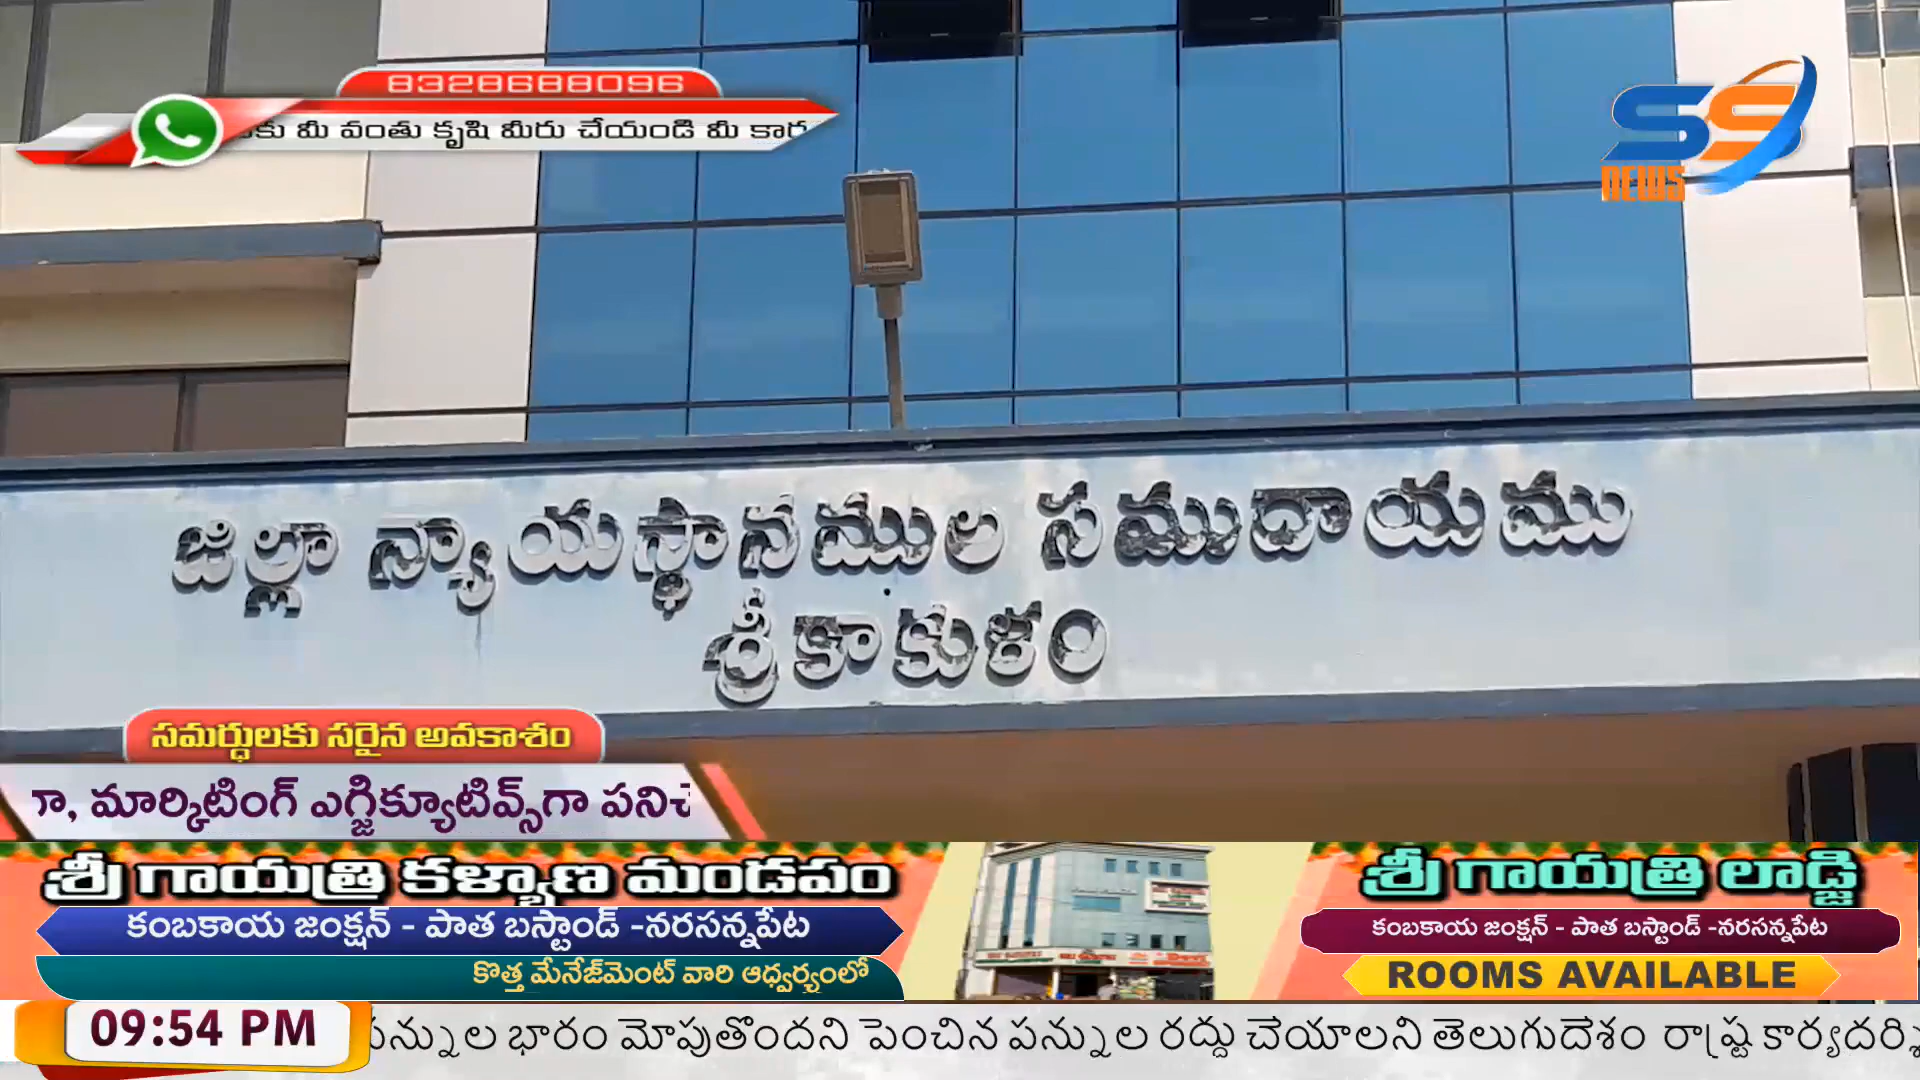 8328688096
కు మీ వంతు కృషి మీరు చేయండి మీ కార్య
SS
NEWS
జిల్లా న్యాయస్థానముల సముదాయము
శ్రీకాకుళం
సమర్ధులకు సరైన అవకాశం
గా, మార్కెటింగ్ ఎగ్జిక్యూటివ్స్‌గా పనిచే
శ్రీ గాయత్రి కళ్యాణ మండపం
కంబకాయ జంక్షన్ - పాత బస్టాండ్ -నరసన్నపేట
కొత్త మేనేజ్‌మెంట్ వారి ఆధ్వర్యంలో
శ్రీ గాయత్రి లాడ్జి
కంబకాయ జంక్షన్ - పాత బస్టాండ్ -నరసన్నపేట
ROOMS AVAILABLE
09:54 PM
పన్నుల భారం మోపుతొందని పెంచిన పన్నుల రద్దు చేయాలని తెలుగుదేశం రాష్ట్ర కార్యదర్శి